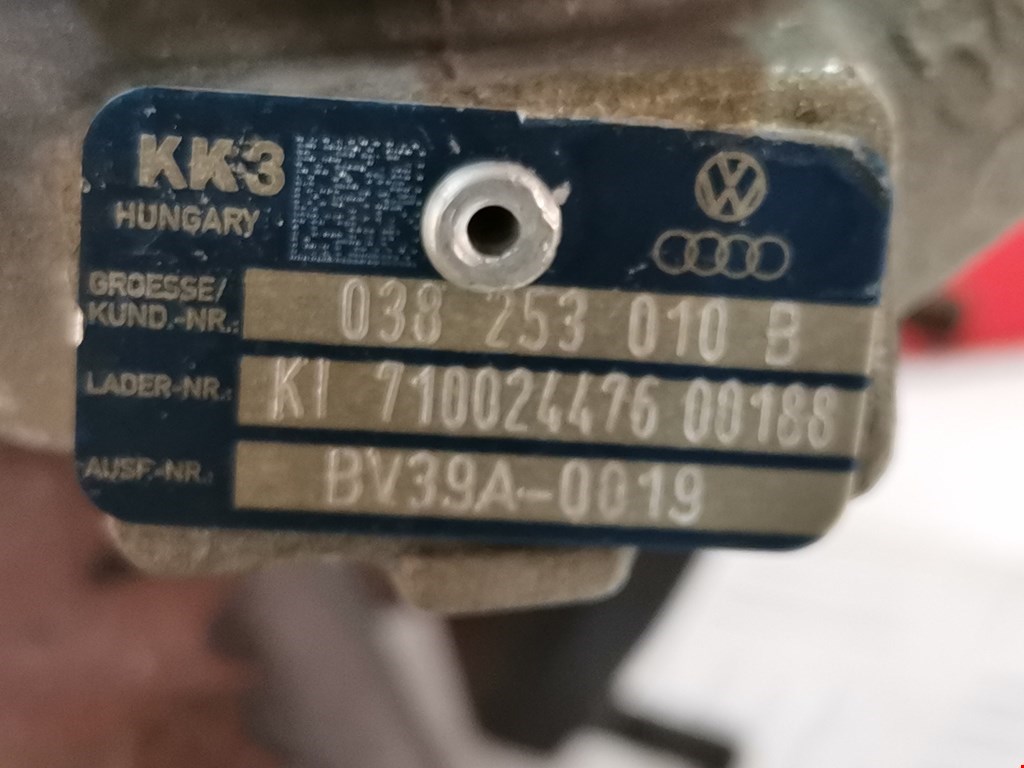 KK3
HUNGARY
GROESSE/
KUND.-NR.: 038 253 010 B
LADER-NR.: KI 710024476 00188
AUSF.-NR.: BV39A-0019